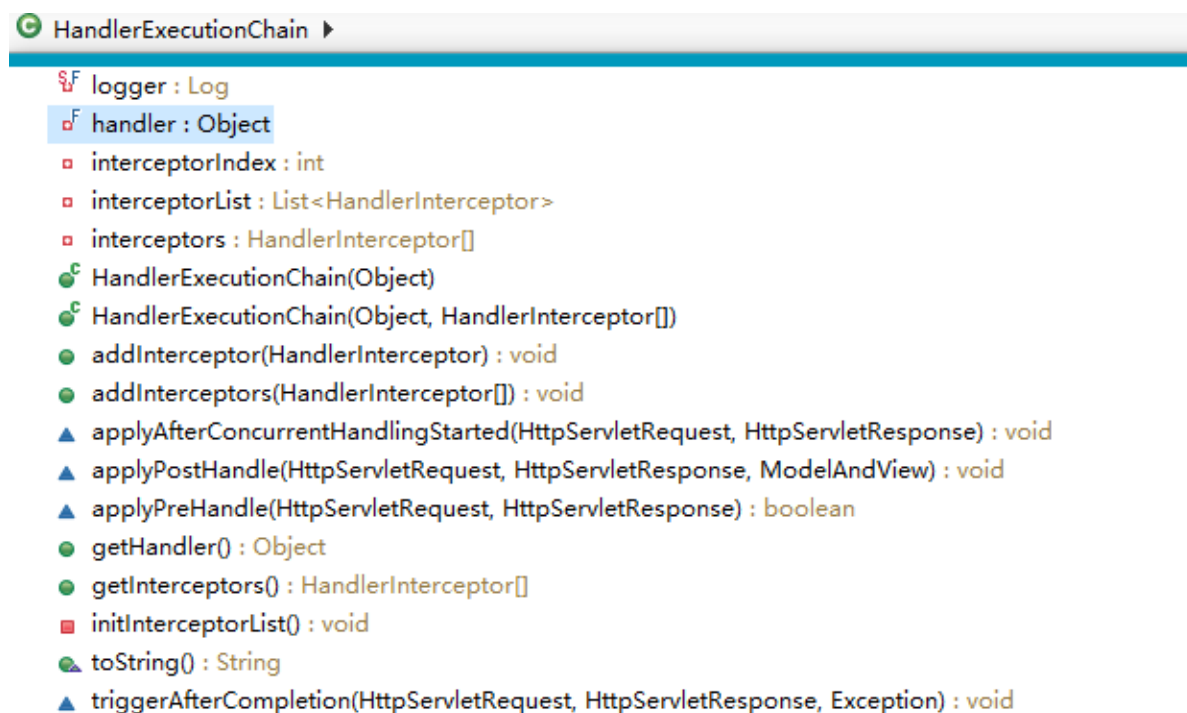 HandlerExecutionChain
logger : Log
handler : Object
interceptorIndex : int
interceptorList : List<HandlerInterceptor>
interceptors : HandlerInterceptor[]
HandlerExecutionChain(Object)
HandlerExecutionChain(Object, HandlerInterceptor[])
addInterceptor(HandlerInterceptor) : void
addInterceptors(HandlerInterceptor[]) : void
applyAfterConcurrentHandlingStarted(HttpServletRequest, HttpServletResponse) : void
applyPostHandle(HttpServletRequest, HttpServletResponse, ModelAndView) : void
applyPreHandle(HttpServletRequest, HttpServletResponse) : boolean
getHandler() : Object
getInterceptors() : HandlerInterceptor[]
initInterceptorList() : void
toString() : String
triggerAfterCompletion(HttpServletRequest, HttpServletResponse, Exception) : void